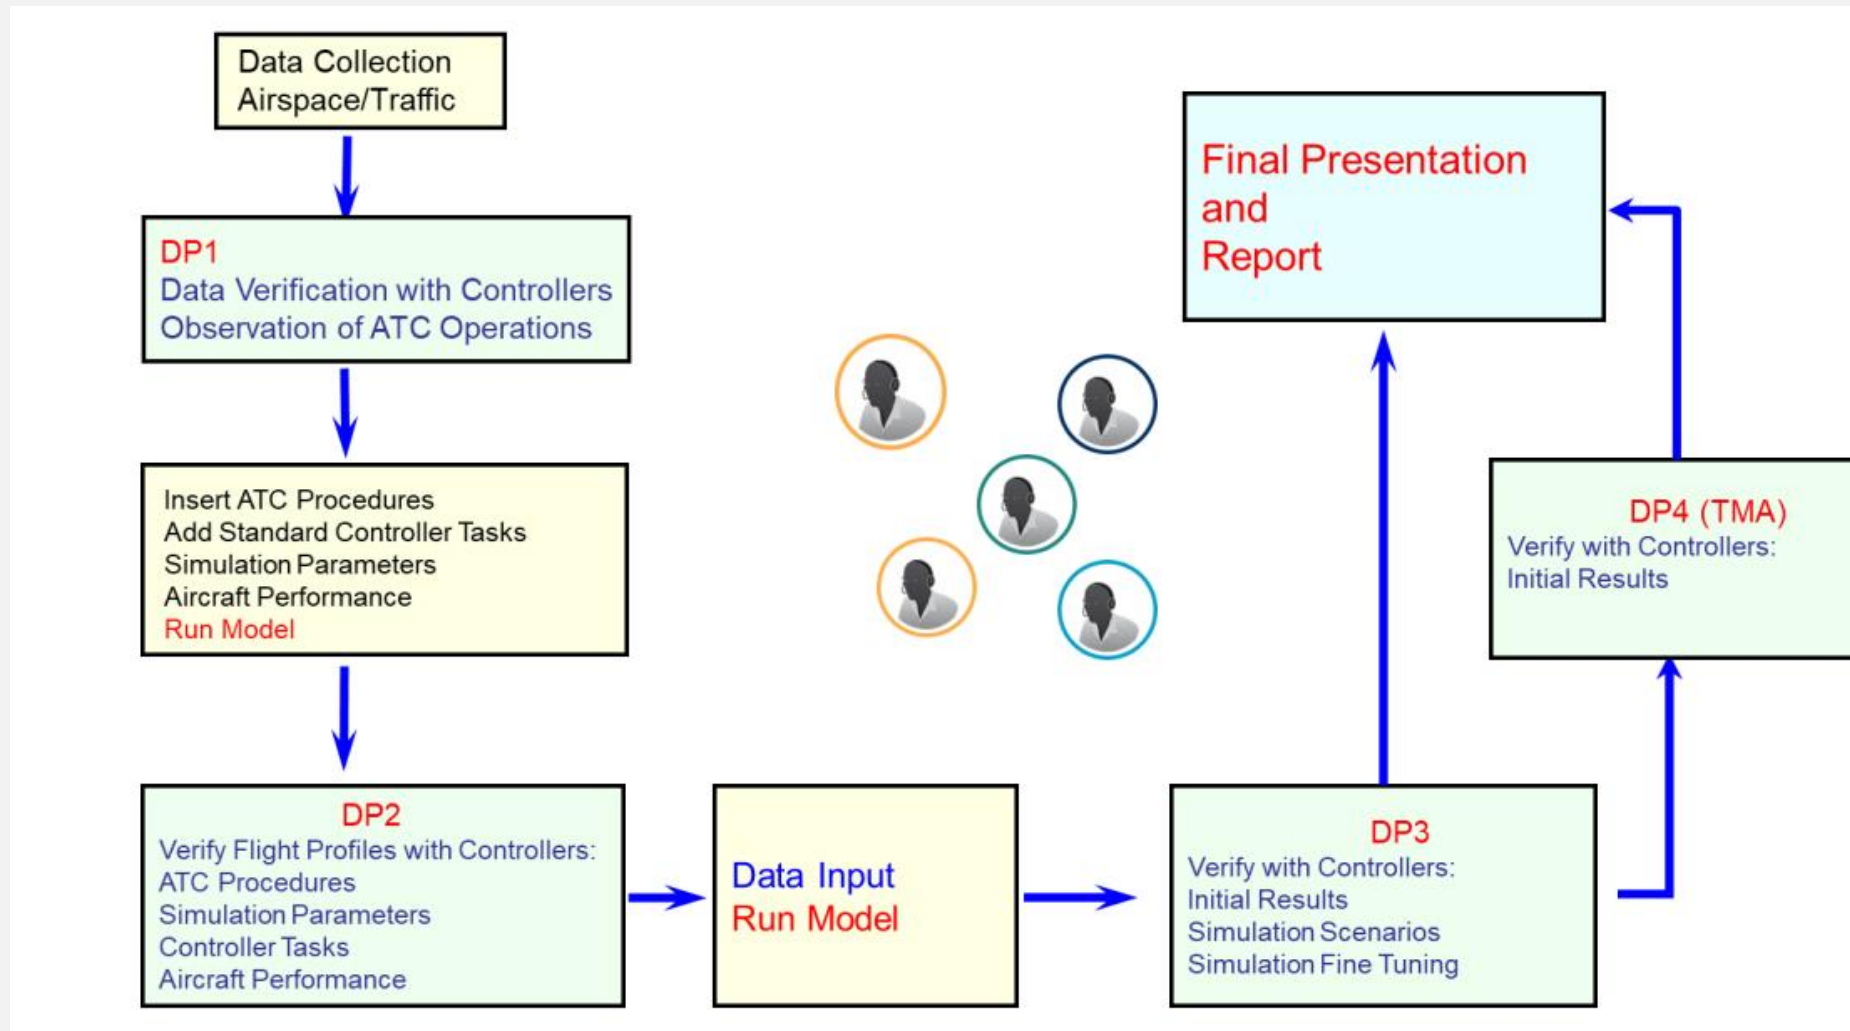 Data Collection
Airspace/Traffic
DP1
Data Verification with Controllers
Observation of ATC Operations
Insert ATC Procedures
Add Standard Controller Tasks
Simulation Parameters
Aircraft Performance
Run Model
DP2
Verify Flight Profiles with Controllers:
ATC Procedures
Simulation Parameters
Controller Tasks
Aircraft Performance
Data Input
Run Model
DP3
Verify with Controllers:
Initial Results
Simulation Scenarios
Simulation Fine Tuning
DP4 (TMA)
Verify with Controllers:
Initial Results
Final Presentation
and
Report